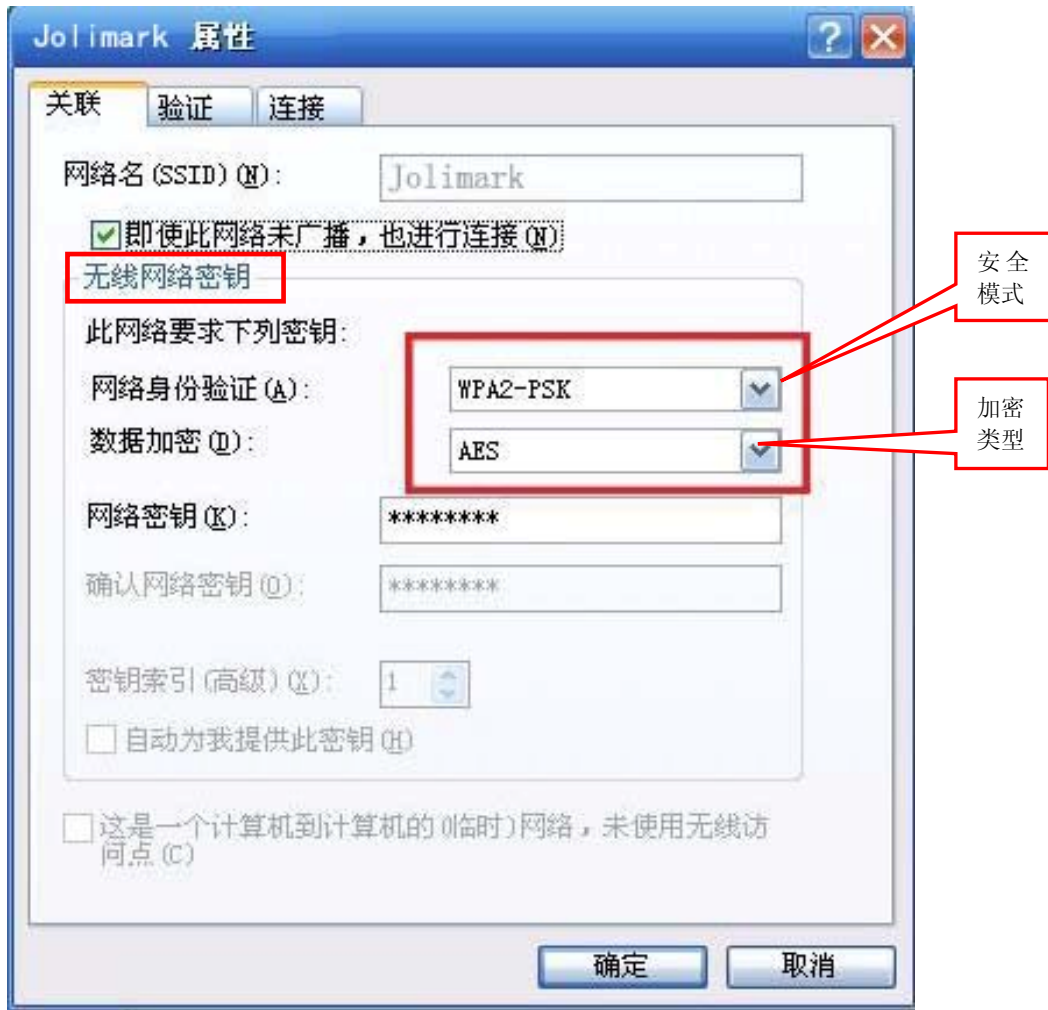 Jolimark 属性
关联 验证 连接
网络名(SSID)(N): Jolimark
即使此网络未广播，也进行连接(N)
无线网络密钥
安全
模式
此网络要求下列密钥:
网络身份验证(A): WPA2-PSK
加密
类型
数据加密(D): AES
网络密钥(K): ********
确认网络密钥(O): ********
密钥索引(高级)(X): 1
自动为我提供此密钥(H)
这是一个计算机到计算机的(临时)网络，未使用无线访
问点(C)
确定 取消